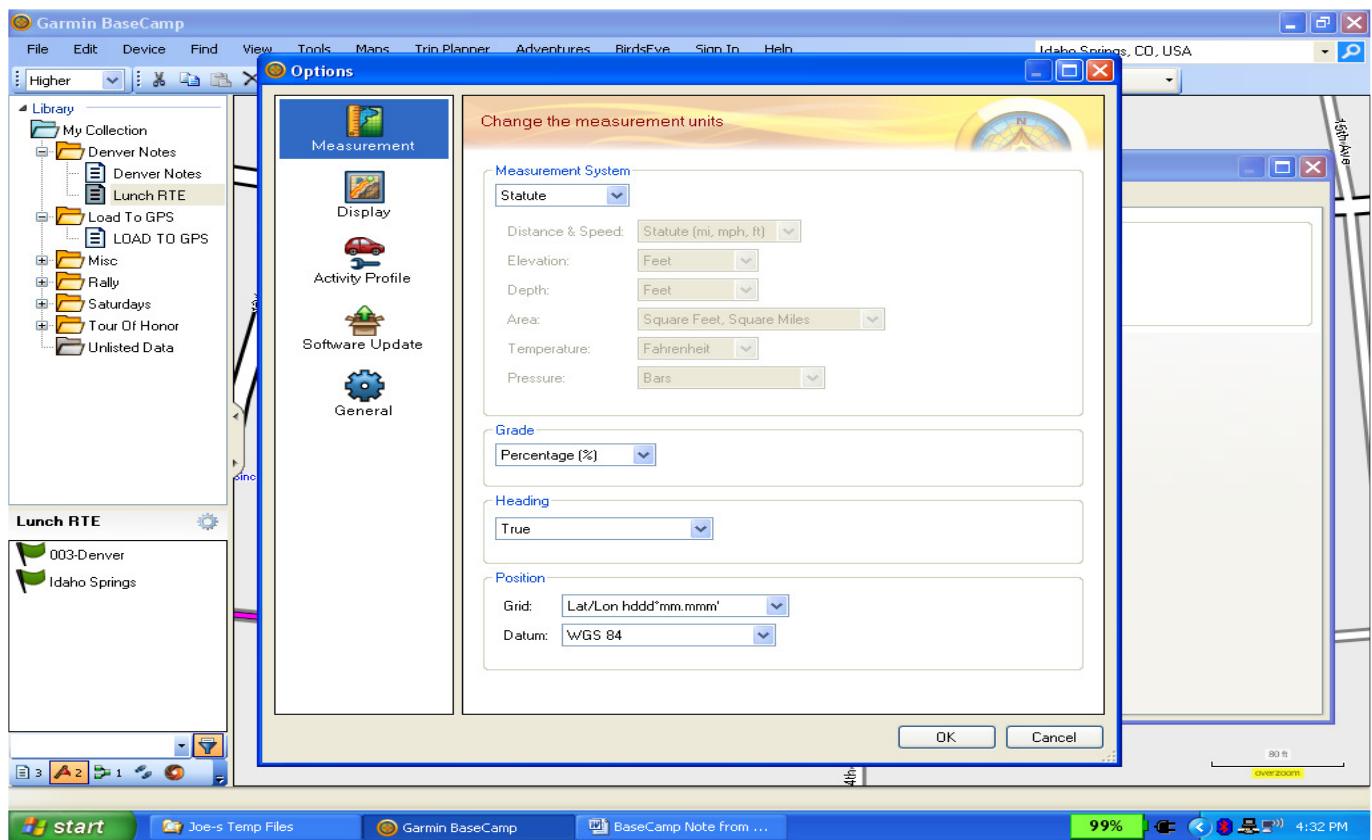 Garmin BaseCamp
File Edit Device Find View Tools Maps Trip Planner Adventures BirdsEye Sign In Help
Idaho Springs, CO, USA
Higher
Library
My Collection
Denver Notes
Denver Notes
Lunch RTE
Load To GPS
LOAD TO GPS
Misc
Rally
Saturdays
Tour Of Honor
Unlisted Data
Lunch RTE
003-Denver
Idaho Springs
3 2 1
Options
Measurement
Display
Activity Profile
Software Update
General
Change the measurement units
N
Measurement System
Statute
Distance & Speed: Statute (mi, mph, ft)
Elevation: Feet
Depth: Feet
Area: Square Feet, Square Miles
Temperature: Fahrenheit
Pressure: Bars
Grade
Percentage (%)
Heading
True
Position
Grid: Lat/Lon hddd°mm.mmm'
Datum: WGS 84
OK Cancel
15th Ave
80 ft
overzoom
start Joe-s Temp Files Garmin BaseCamp BaseCamp Note from ... 99% 4:32 PM